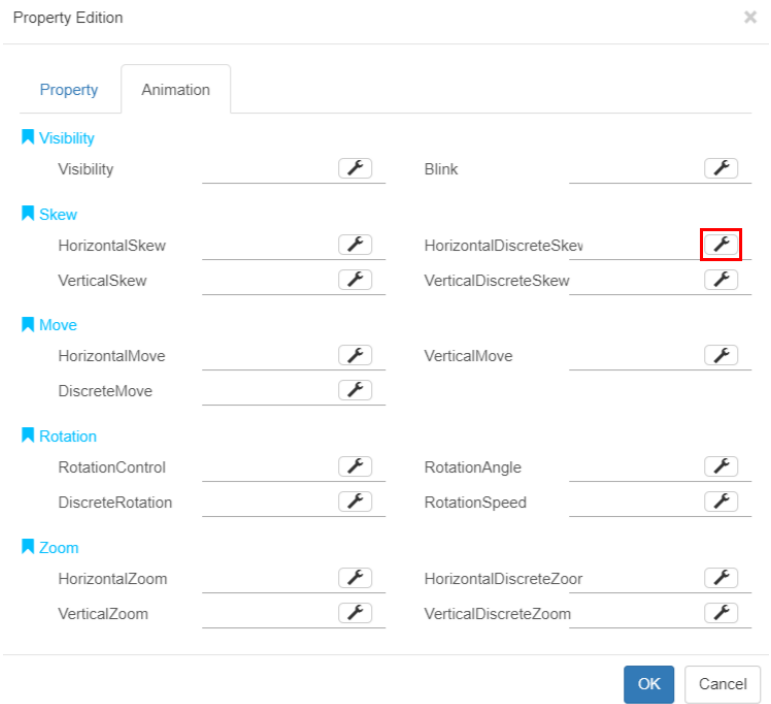 Property Edition ×
Property Animation
Visibility
Visibility Blink
Skew
HorizontalSkew HorizontalDiscreteSkew
VerticalSkew VerticalDiscreteSkew
Move
HorizontalMove VerticalMove
DiscreteMove
Rotation
RotationControl RotationAngle
DiscreteRotation RotationSpeed
Zoom
HorizontalZoom HorizontalDiscreteZoor
VerticalZoom VerticalDiscreteZoom
OK Cancel